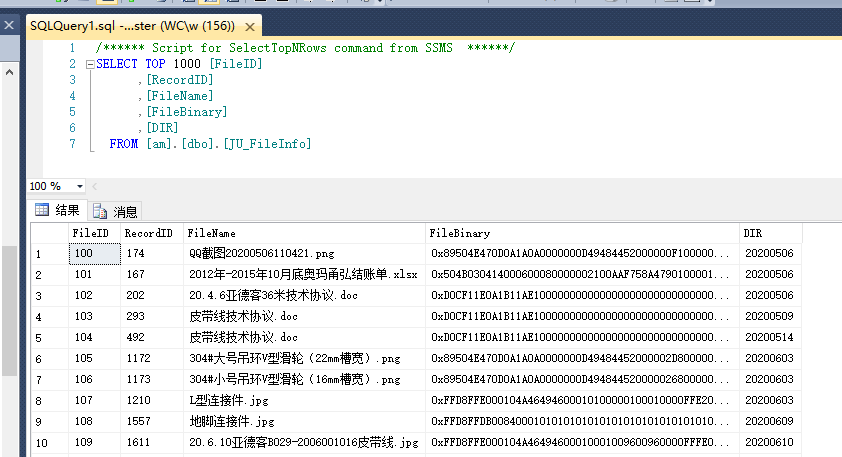 SQLQuery1.sql -...ster (WC\w (156))
1 /****** Script for SelectTopNRows command from SSMS ******/
2 SELECT TOP 1000 [FileID]
3 ,[RecordID]
4 ,[FileName]
5 ,[FileBinary]
6 ,[DIR]
7 FROM [am].[dbo].[JU_FileInfo]
100 %
结果 消息
FileID RecordID FileName FileBinary DIR
1 100 174 QQ截图20200506110421.png 0x89504E470D0A1A0A0000000D49484452000000F100000... 20200506
2 101 167 2012年-2015年10月底奥玛甬弘结账单.xlsx 0x504B030414000600080000002100AAF758A4790100001... 20200506
3 102 202 20.4.6亚德客36米技术协议.doc 0xD0CF11E0A1B11AE1000000000000000000000000000000... 20200506
4 103 293 皮带线技术协议.doc 0xD0CF11E0A1B11AE1000000000000000000000000000000... 20200509
5 104 492 皮带线技术协议.doc 0xD0CF11E0A1B11AE1000000000000000000000000000000... 20200514
6 105 1172 304#大号吊环V型滑轮（22mm槽宽）.png 0x89504E470D0A1A0A0000000D49484452000002D800000... 20200603
7 106 1173 304#小号吊环V型滑轮（16mm槽宽）.png 0x89504E470D0A1A0A0000000D494844520000026800000... 20200603
8 107 1210 L型连接件.jpg 0xFFD8FFE000104A46494600010100000100010000FFE20... 20200603
9 108 1557 地脚连接件.jpg 0xFFD8FFDB0084000101010101010101010101010101010... 20200609
10 109 1611 20.6.10亚德客B029-2006001016皮带线.jpg 0xFFD8FFE000104A46494600010001009600960000FFFE0... 20200610